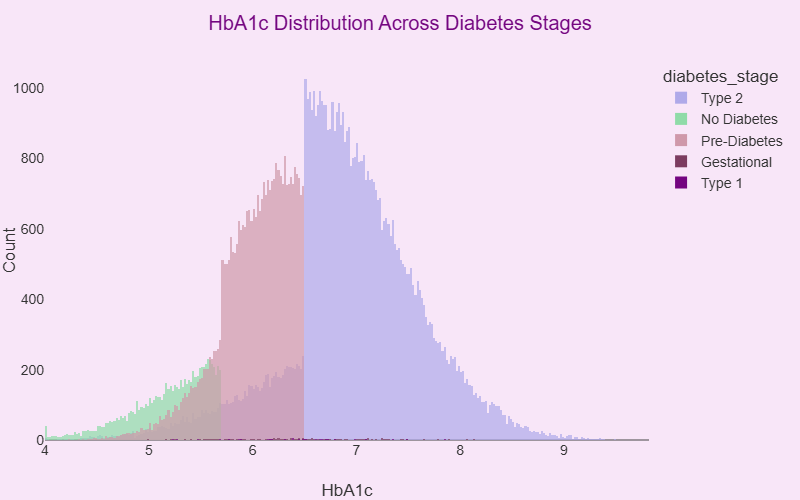 HbA1c Distribution Across Diabetes Stages
diabetes_stage
Type 2
No Diabetes
Pre-Diabetes
Gestational
Type 1
1000
800
600
400
200
0
Count
4 5 6 7 8 9
HbA1c